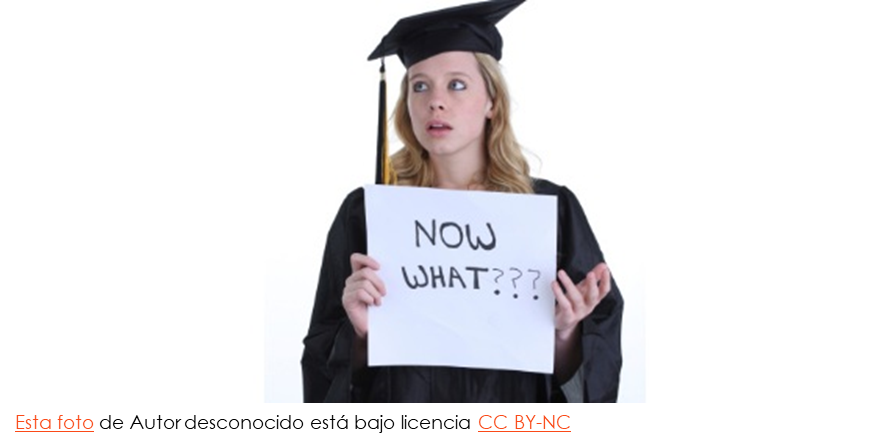 NOW
WHAT???
Esta foto de Autor desconocido está bajo licencia CC BY-NC